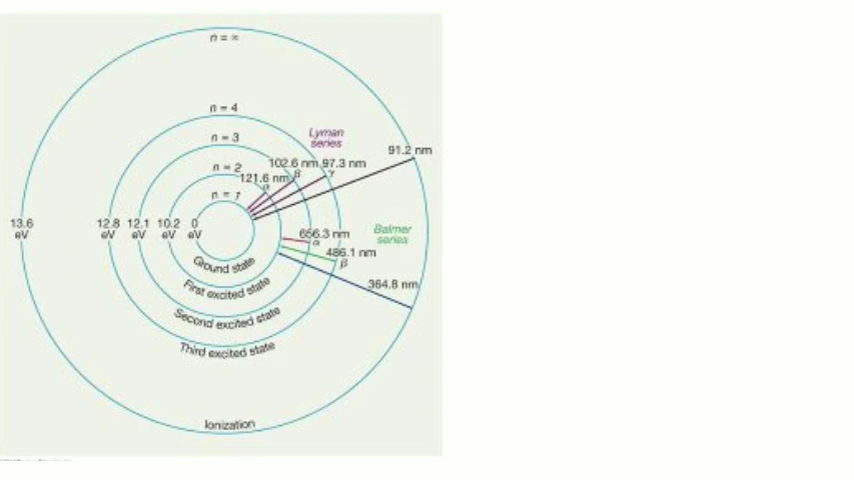 n = ∞
n = 4
n = 3
n = 2
n = 1
Lyman
series
91.2 nm
102.6 nm
97.3 nm
121.6 nm
α
β
γ
13.6
eV
12.8
eV
12.1
eV
10.2
eV
0
eV
656.3 nm
α
486.1 nm
β
364.8 nm
Balmer
series
Ground state
First excited state
Second excited state
Third excited state
Ionization